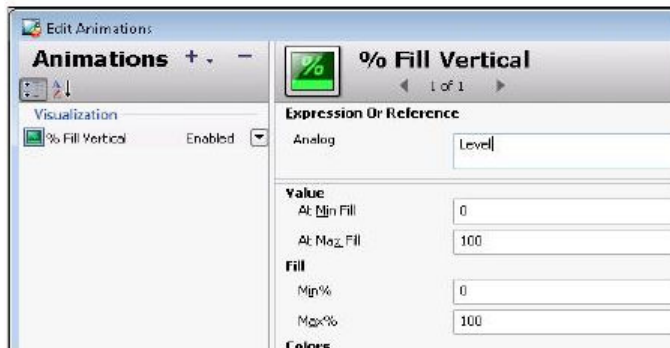 Edit Animations
Animations + -
% Fill Vertical
1 of 1
Visualization
% Fill Vertical Enabled
Expression Or Reference
Analog Level
Value
At Min Fill 0
At Max Fill 100
Fill
Min% 0
Max% 100
Colors